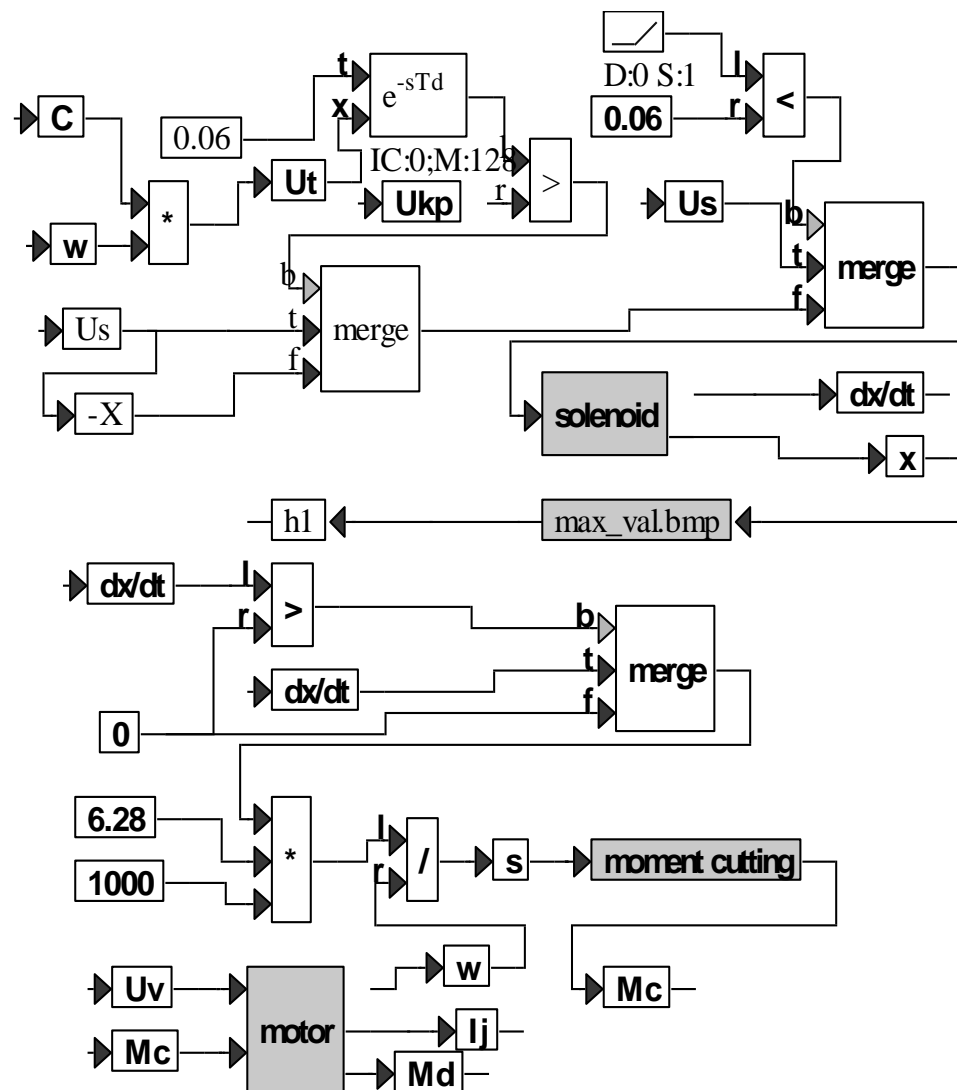 t
x
e^-sTd
l
D:0 S:1
r
<
0.06
C
0.06
IC:0;M:128
l
Ut
Ukp
r
>
Us
b
*
w
t
merge
f
b
Us
t
merge
f
-X
dx/dt
solenoid
x
h1
max_val.bmp
dx/dt
l
>
r
b
t
merge
dx/dt
f
0
6.28
l
*
/
s
moment cutting
r
1000
w
Uv
Mc
motor
Ij
Mc
Md